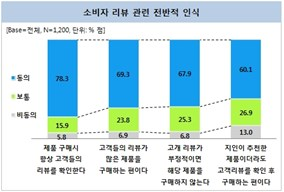 소비자 리뷰 관련 전반적 인식
[Base=전체, N=1,200, 단위: % 점]
동의
보통
비동의
78.3
69.3
67.9
60.1
15.9
23.8
25.3
26.9
5.8
6.9
6.8
13.0
제품 구매시
항상 고객들의
리뷰를 확인한다
고객들의 리뷰가
많은 제품을
구매하는 편이다
고객 리뷰가
부정적이면
해당 제품을
구매하지 않는다
지인이 추천한
제품이더라도
고객리뷰를 확인 후
구매하는 편이다